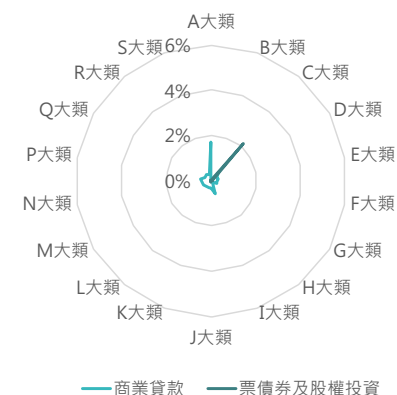 A大類
S大類 6% B大類
R大類 C大類
4%
Q大類 D大類
2%
P大類 E大類
0%
N大類 F大類
M大類 G大類
L大類 H大類
K大類 I大類
J大類
商業貸款 票債券及股權投資